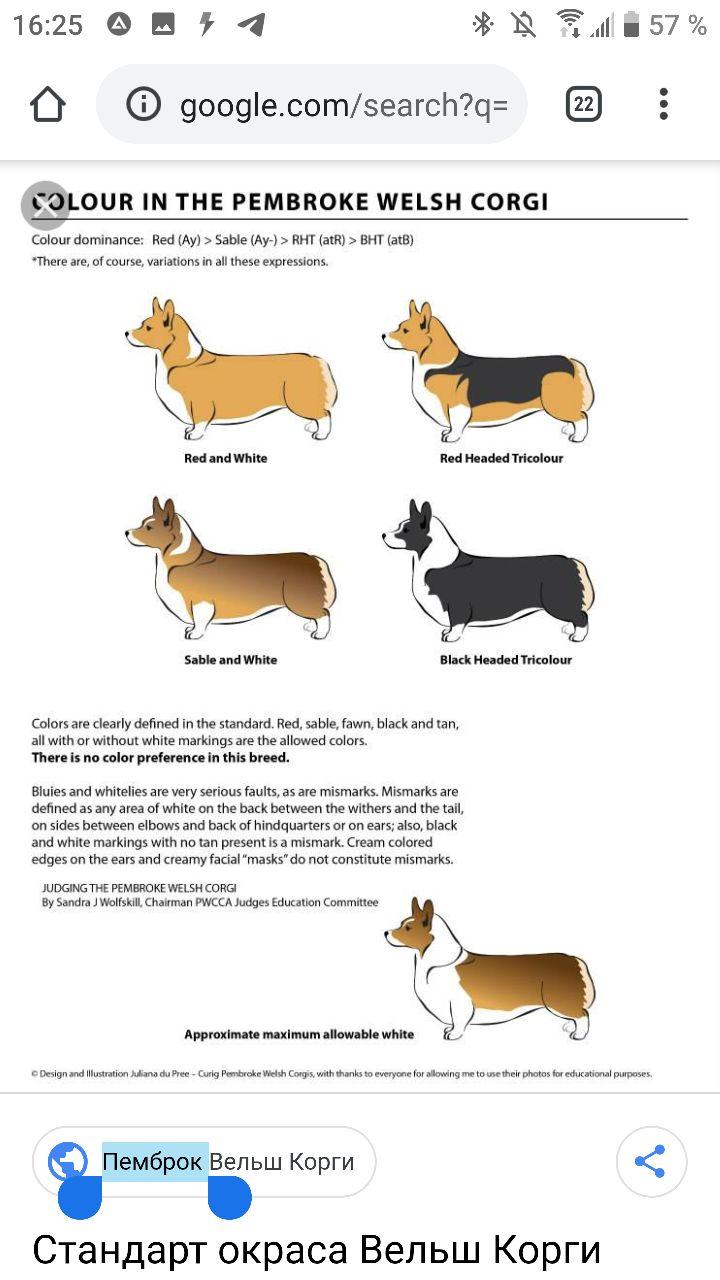 16:25
57 %
google.com/search?q=
22
COLOUR IN THE PEMBROKE WELSH CORGI
Colour dominance: Red (Ay) > Sable (Ay-) > RHT (atR) > BHT (atB)
*There are, of course, variations in all these expressions.
Red and White
Red Headed Tricolour
Sable and White
Black Headed Tricolour
Colors are clearly defined in the standard. Red, sable, fawn, black and tan,
all with or without white markings are the allowed colors.
There is no color preference in this breed.
Bluies and whitelies are very serious faults, as are mismarks. Mismarks are
defined as any area of white on the back between the withers and the tail,
on sides between elbows and back of hindquarters or on ears; also, black
and white markings with no tan present is a mismark. Cream colored
edges on the ears and creamy facial “masks” do not constitute mismarks.
JUDGING THE PEMBROKE WELSH CORGI
By Sandra J Wolfskill, Chairman PWCCA Judges Education Committee
Approximate maximum allowable white
© Design and Illustration Juliana du Pree – Curig Pembroke Welsh Corgis, with thanks to everyone for allowing me to use their photos for educational purposes.
Пемброк Вельш Корги
Стандарт окраса Вельш Корги